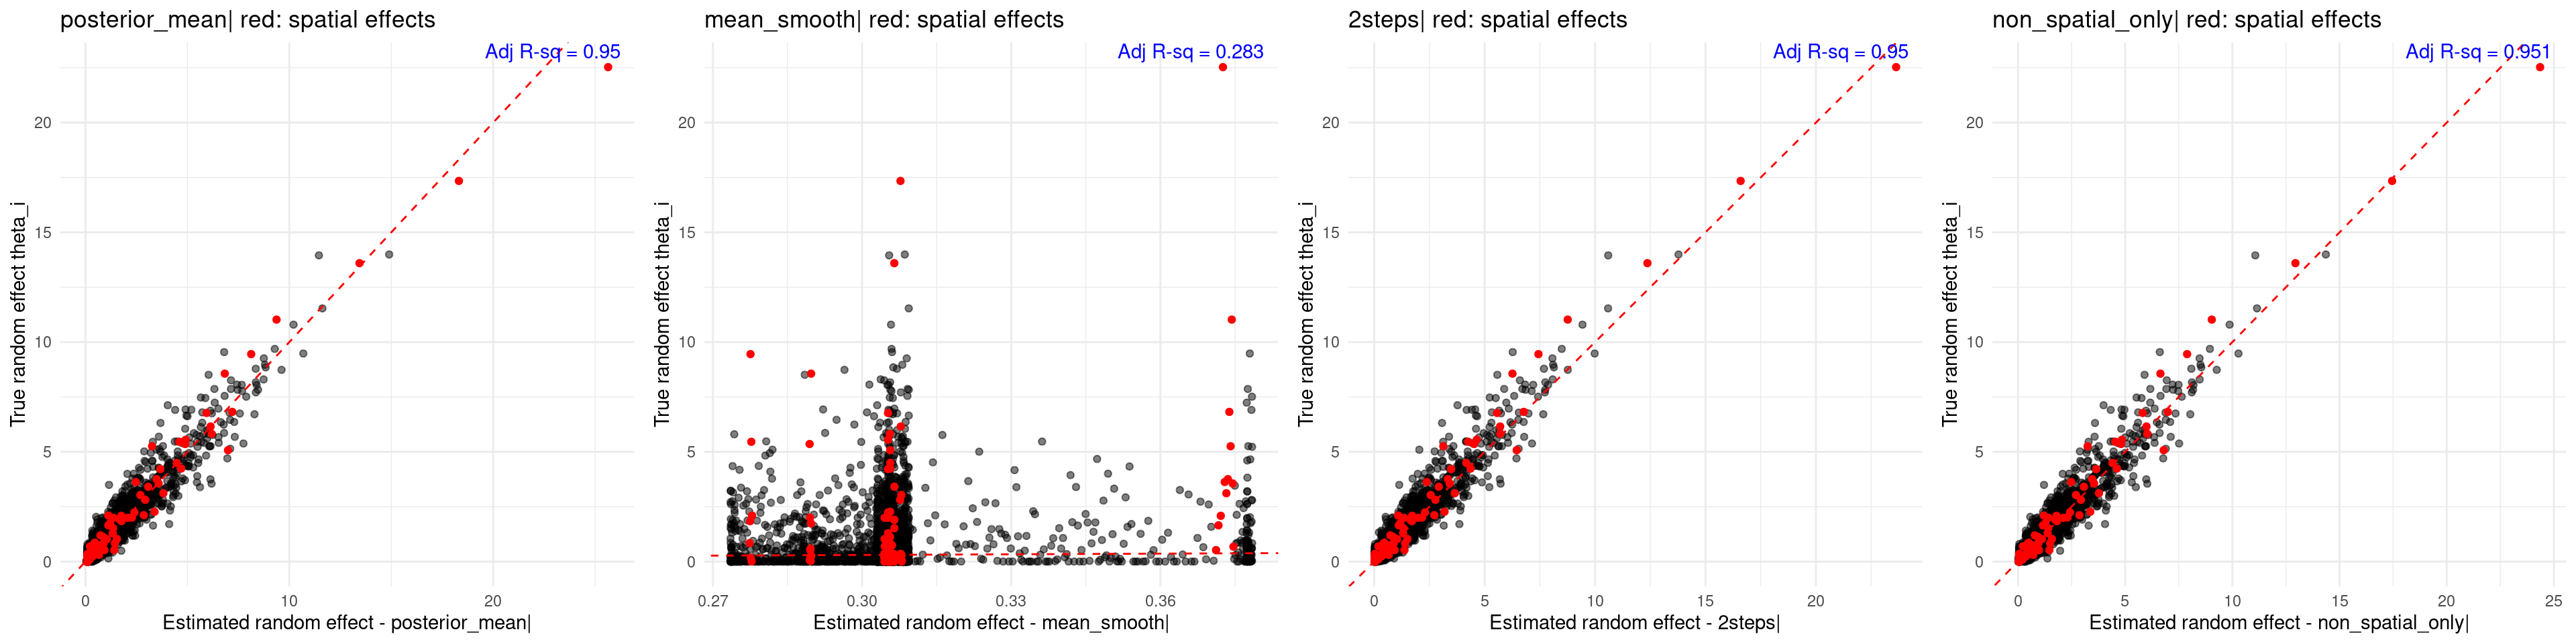 posterior_mean| red: spatial effects
Adj R-sq = 0.95
True random effect theta_i
20
15
10
5
0
0
10
20
Estimated random effect - posterior_mean|
mean_smooth| red: spatial effects
Adj R-sq = 0.283
True random effect theta_i
20
15
10
5
0
0.27
0.30
0.33
0.36
Estimated random effect - mean_smooth|
2steps| red: spatial effects
Adj R-sq = 0.95
True random effect theta_i
20
15
10
5
0
0
5
10
15
20
Estimated random effect - 2steps|
non_spatial_only| red: spatial effects
Adj R-sq = 0.951
True random effect theta_i
20
15
10
5
0
0
5
10
15
20
25
Estimated random effect - non_spatial_only|